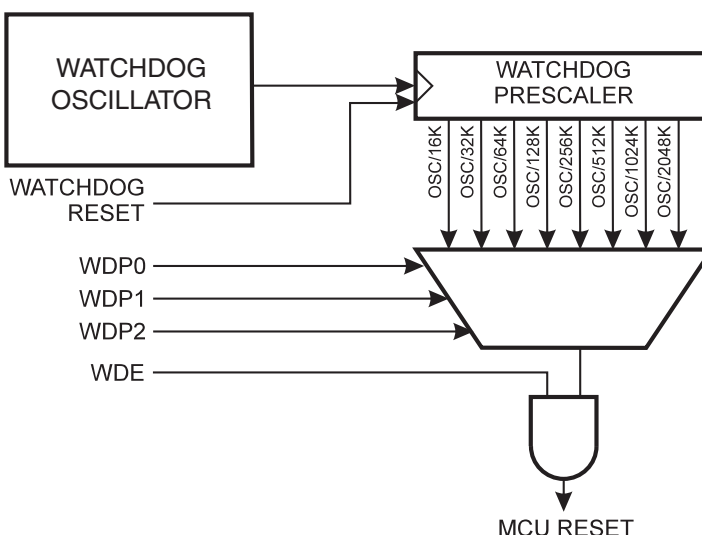 WATCHDOG
OSCILLATOR
WATCHDOG
PRESCALER
OSC/16K
OSC/32K
OSC/64K
OSC/128K
OSC/256K
OSC/512K
OSC/1024K
OSC/2048K
WATCHDOG
RESET
WDP0
WDP1
WDP2
WDE
MCU RESET